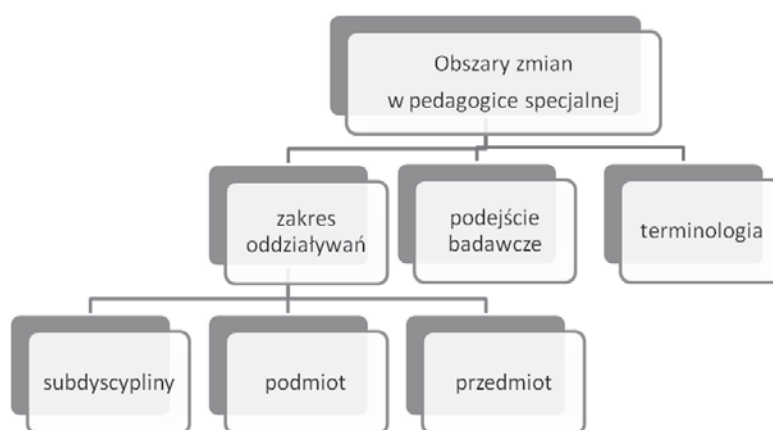 Obszary zmian
w pedagogice specjalnej
zakres
oddziaływań
podejście
badawcze
terminologia
subdyscypliny
podmiot
przedmiot